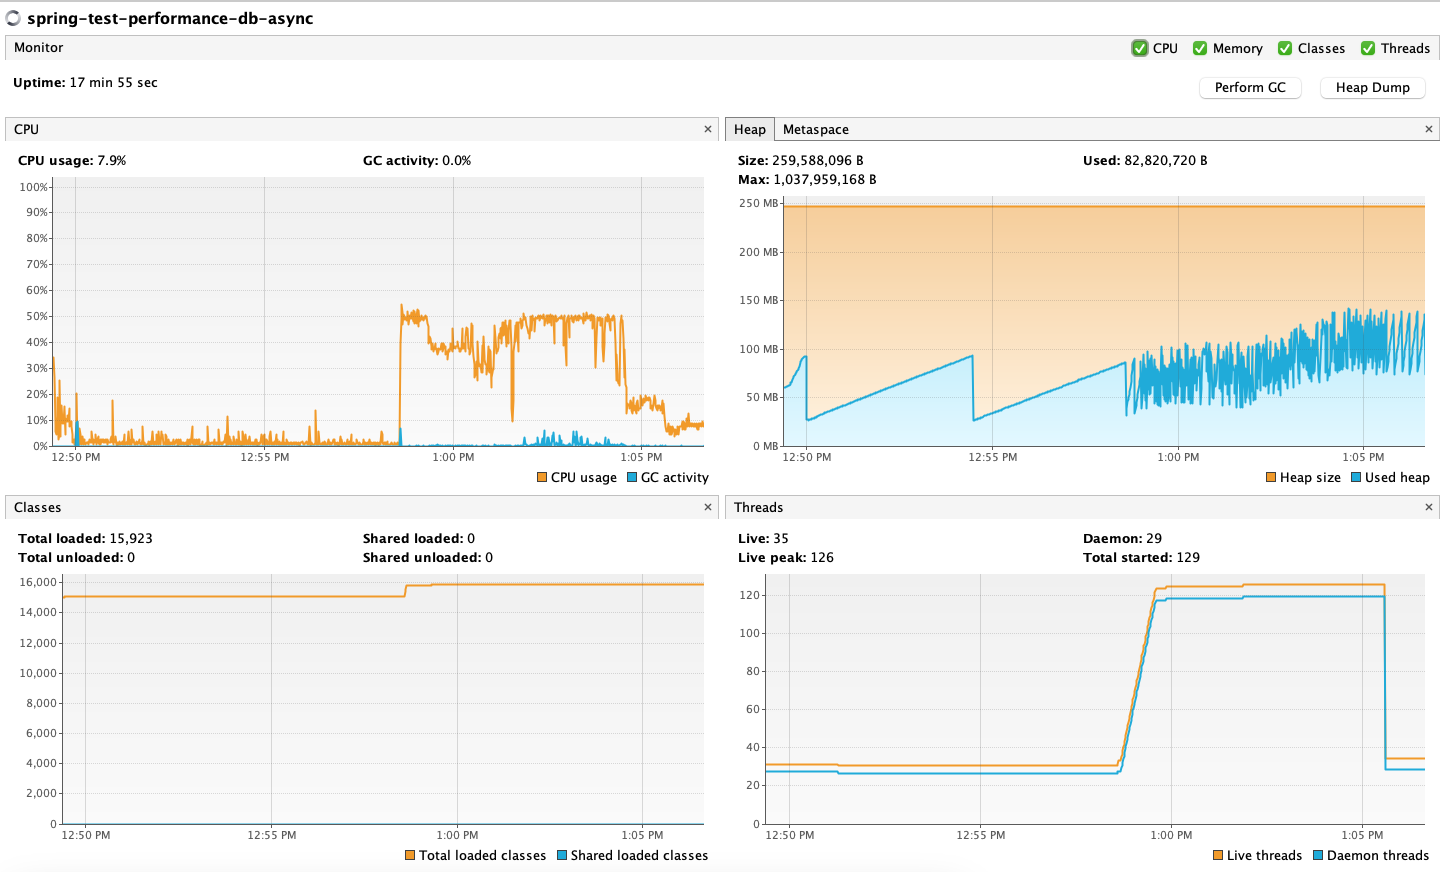 spring-test-performance-db-async
Monitor
CPU Memory Classes Threads
Uptime: 17 min 55 sec
Perform GC Heap Dump
CPU ×
CPU usage: 7.9% GC activity: 0.0%
100%
90%
80%
70%
60%
50%
40%
30%
20%
10%
0%
12:50 PM 12:55 PM 1:00 PM 1:05 PM
CPU usage GC activity
Heap Metaspace ×
Size: 259,588,096 B Used: 82,820,720 B
Max: 1,037,959,168 B
250 MB
200 MB
150 MB
100 MB
50 MB
0 MB
12:50 PM 12:55 PM 1:00 PM 1:05 PM
Heap size Used heap
Classes ×
Total loaded: 15,923 Shared loaded: 0
Total unloaded: 0 Shared unloaded: 0
16,000
14,000
12,000
10,000
8,000
6,000
4,000
2,000
0
12:50 PM 12:55 PM 1:00 PM 1:05 PM
Total loaded classes Shared loaded classes
Threads ×
Live: 35 Daemon: 29
Live peak: 126 Total started: 129
120
100
80
60
40
20
0
12:50 PM 12:55 PM 1:00 PM 1:05 PM
Live threads Daemon threads